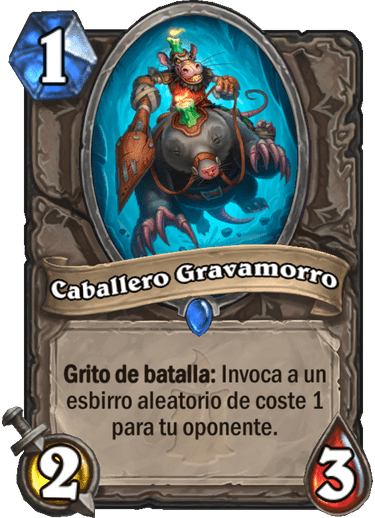 1
Caballero Gravamorro
Grito de batalla: Invoca a un
esbirro aleatorio de coste 1
para tu oponente.
2
3